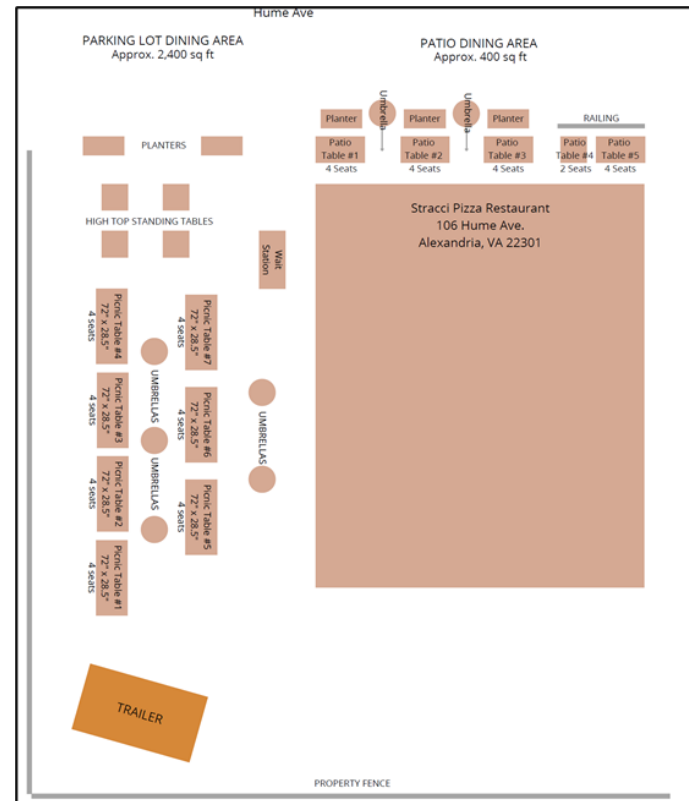 Hume Ave
PARKING LOT DINING AREA
Approx. 2,400 sq ft
PATIO DINING AREA
Approx. 400 sq ft
Umbrella
Umbrella
Planter
Planter
Planter
RAILING
PLANTERS
Patio
Table #1
4 Seats
Patio
Table #2
4 Seats
Patio
Table #3
4 Seats
Patio
Table #4
2 Seats
Patio
Table #5
4 Seats
HIGH TOP STANDING TABLES
Wait
Station
Stracci Pizza Restaurant
106 Hume Ave.
Alexandria, VA 22301
Picnic Table #4
72" x 28.5"
4 seats
Picnic Table #7
72" x 28.5"
4 seats
UMBRELLAS
Picnic Table #3
72" x 28.5"
4 seats
Picnic Table #6
72" x 28.5"
4 seats
UMBRELLAS
UMBRELLAS
Picnic Table #2
72" x 28.5"
4 seats
Picnic Table #5
72" x 28.5"
4 seats
Picnic Table #1
72" x 28.5"
4 seats
TRAILER
PROPERTY FENCE